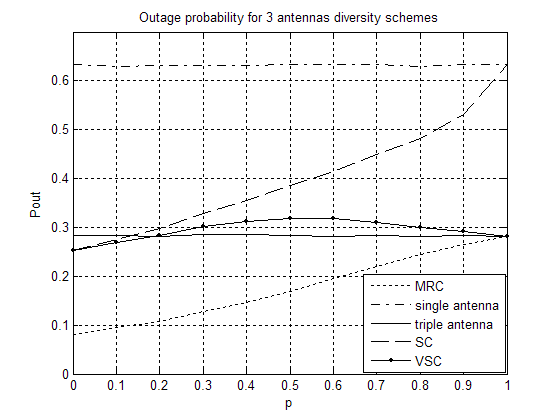 Outage probability for 3 antennas diversity schemes
Pout
0.6
0.5
0.4
0.3
0.2
0.1
0
MRC
single antenna
triple antenna
SC
VSC
0 0.1 0.2 0.3 0.4 0.5 0.6 0.7 0.8 0.9 1
p